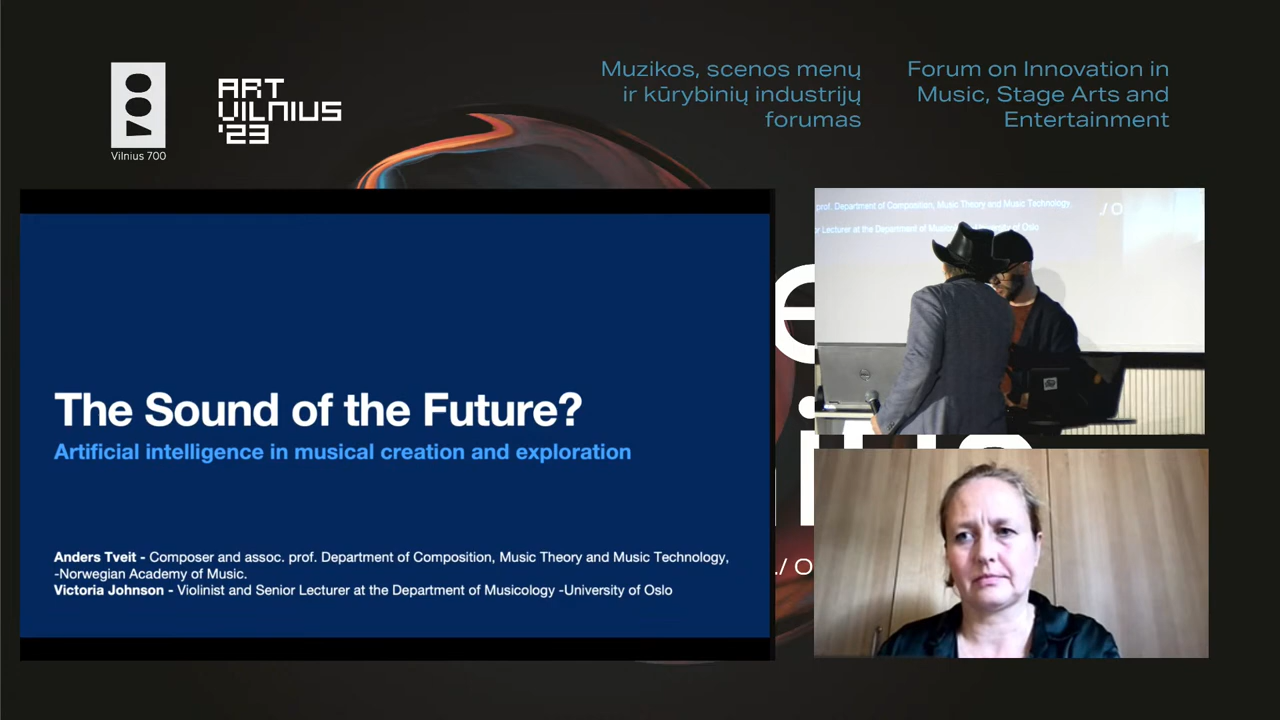 Vilnius 700
ART
VILNIUS
'23
Muzikos, scenos menų
ir kūrybinių industrijų
forumas
Forum on Innovation in
Music, Stage Arts and
Entertainment
The Sound of the Future?
Artificial intelligence in musical creation and exploration
Anders Tveit - Composer and assoc. prof. Department of Composition, Music Theory and Music Technology,
-Norwegian Academy of Music.
Victoria Johnson - Violinist and Senior Lecturer at the Department of Musicology -University of Oslo
prof. Department of Composition, Music Theory and Music Technology,
Lecturer at the Department of Oslo